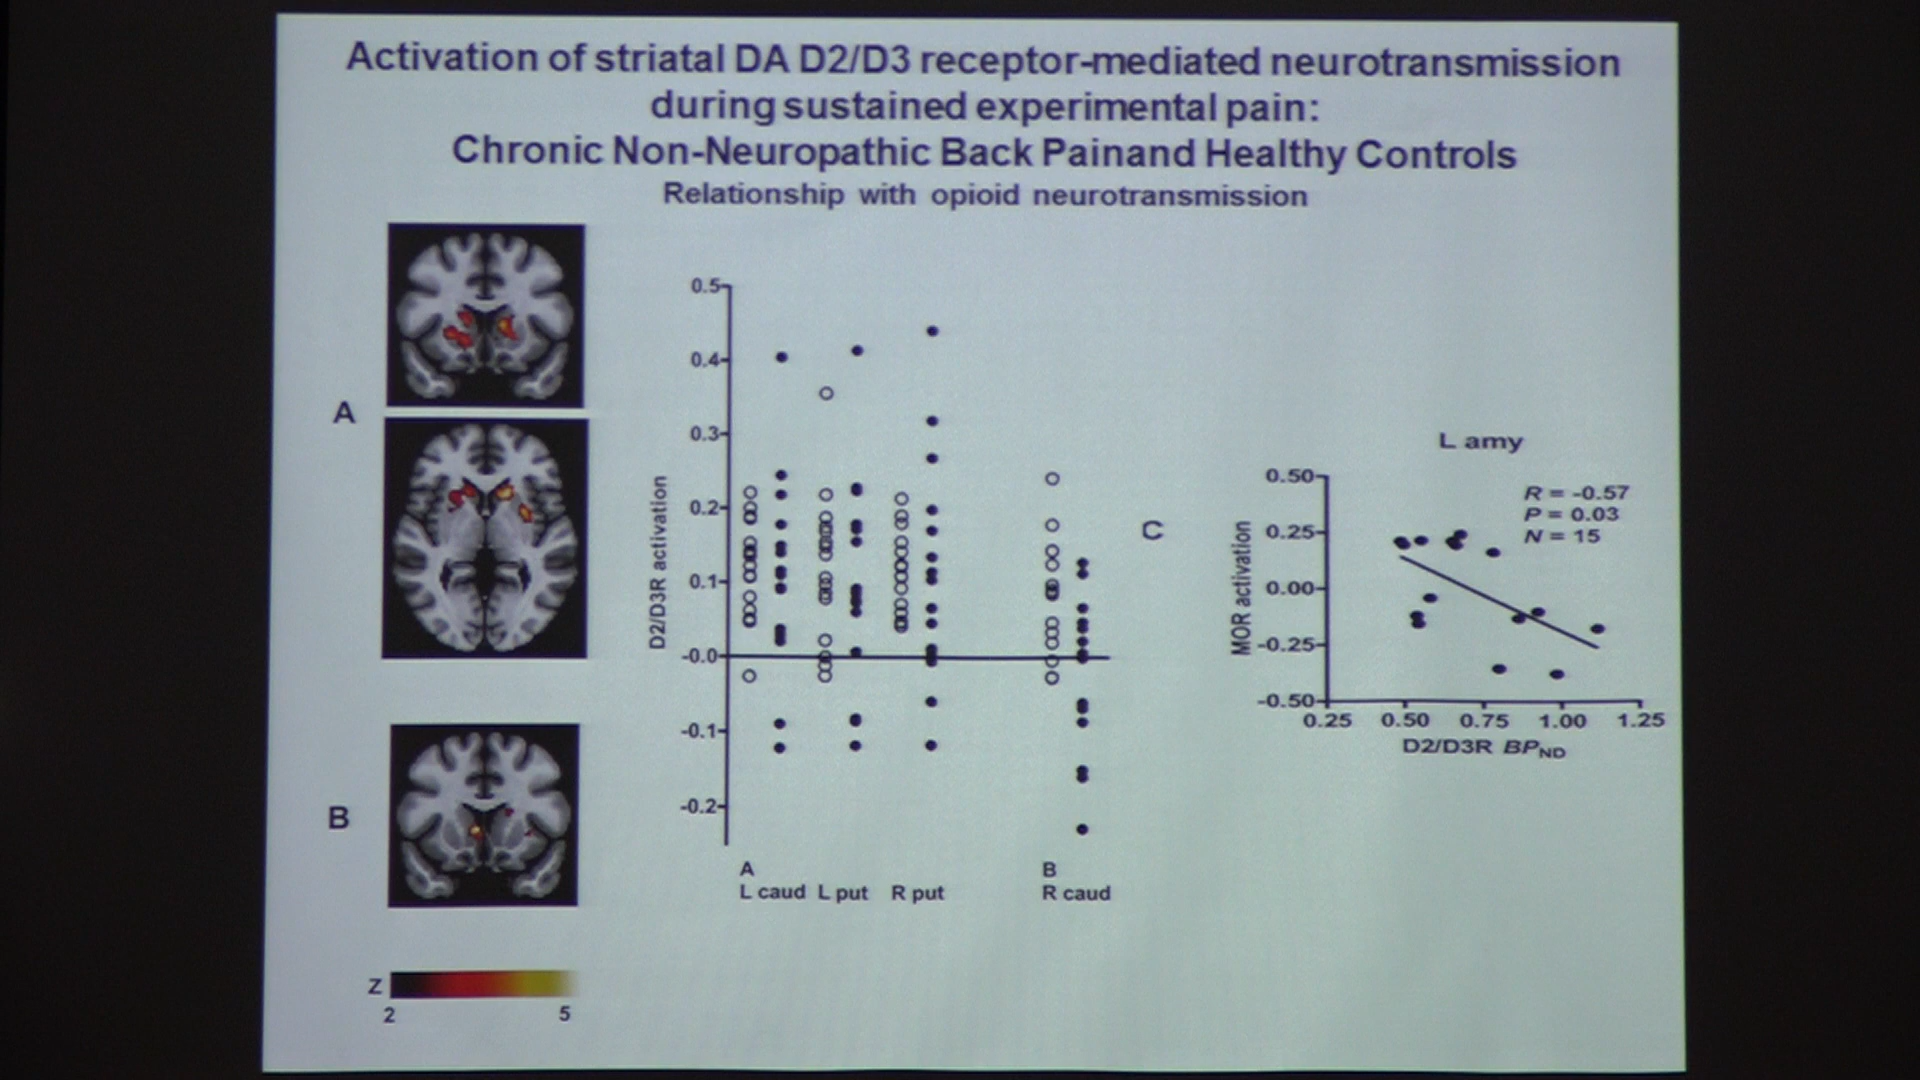 Activation of striatal DA D2/D3 receptor-mediated neurotransmission
during sustained experimental pain:
Chronic Non-Neuropathic Back Painand Healthy Controls
Relationship with opioid neurotransmission
A
B
Z
2 5
D2/D3R activation
0.5
0.4
0.3
0.2
0.1
-0.0
-0.1
-0.2
A B
L caud L put R put R caud
C
L amy
R = -0.57
P = 0.03
N = 15
MOR activation
0.50
0.25
0.00
-0.25
-0.50
0.25 0.50 0.75 1.00 1.25
D2/D3R BPND